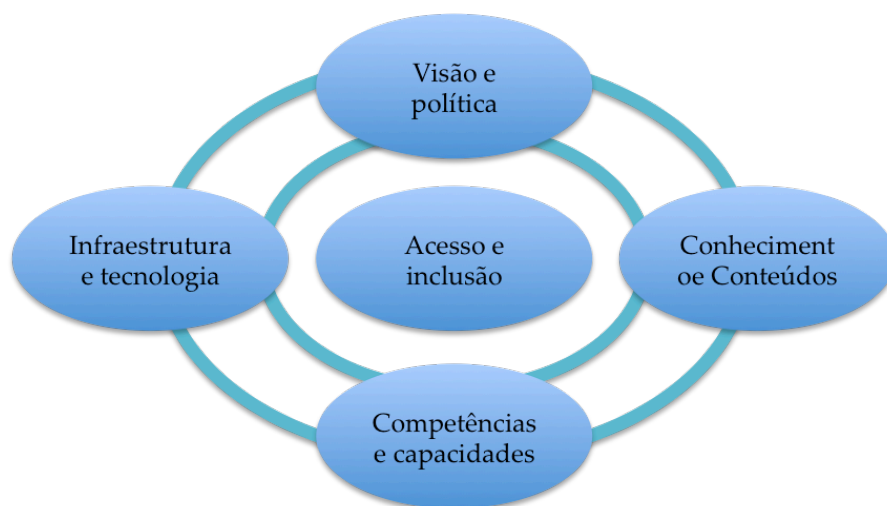 Visão e
política
Infraestrutura
e tecnologia
Acesso e
inclusão
Conheciment
oe Conteúdos
Competências
e capacidades